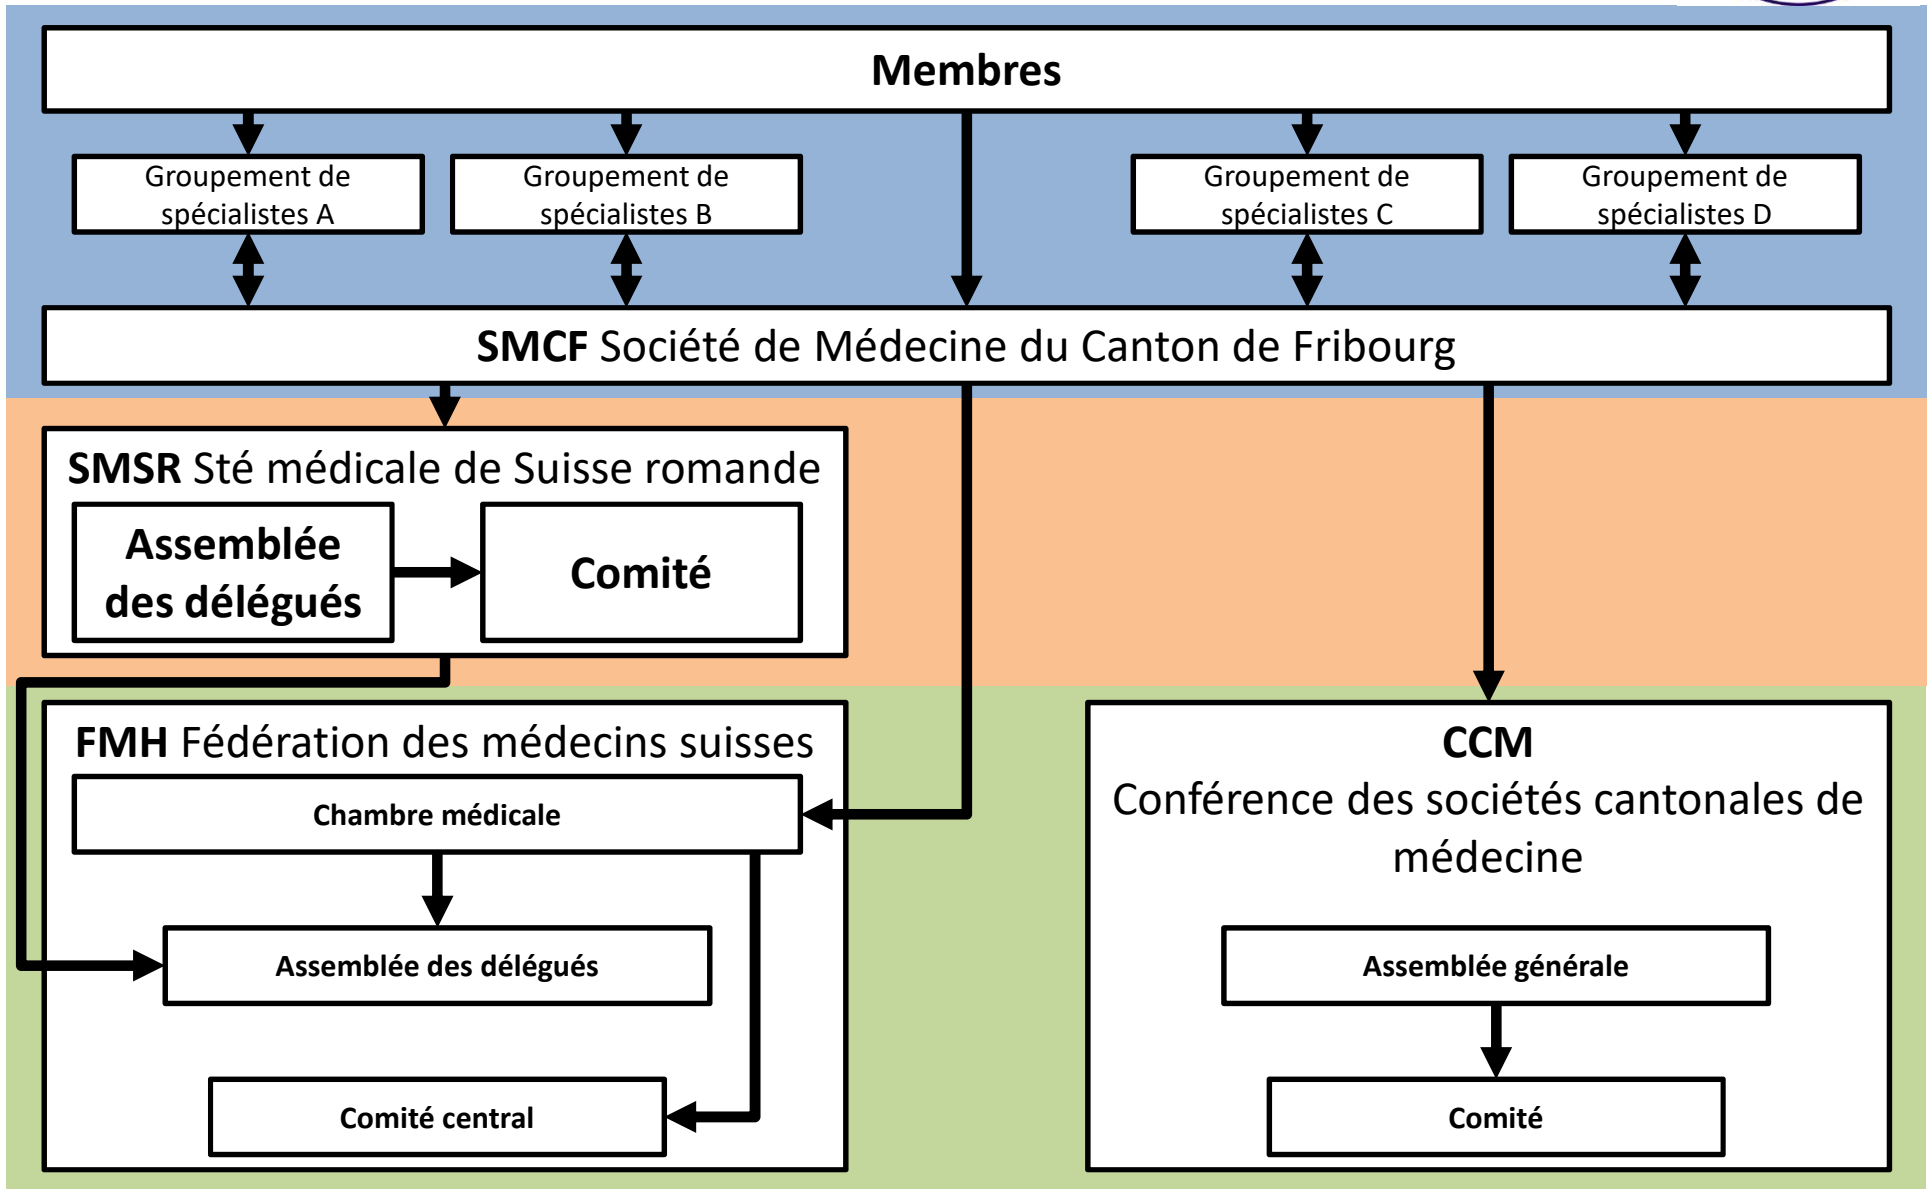 Membres
Groupement de
spécialistes A
Groupement de
spécialistes B
Groupement de
spécialistes C
Groupement de
spécialistes D
SMCF Société de Médecine du Canton de Fribourg
SMSR Sté médicale de Suisse romande
Assemblée
des délégués
Comité
FMH Fédération des médecins suisses
Chambre médicale
Assemblée des délégués
Comité central
CCM
Conférence des sociétés cantonales de
médecine
Assemblée générale
Comité